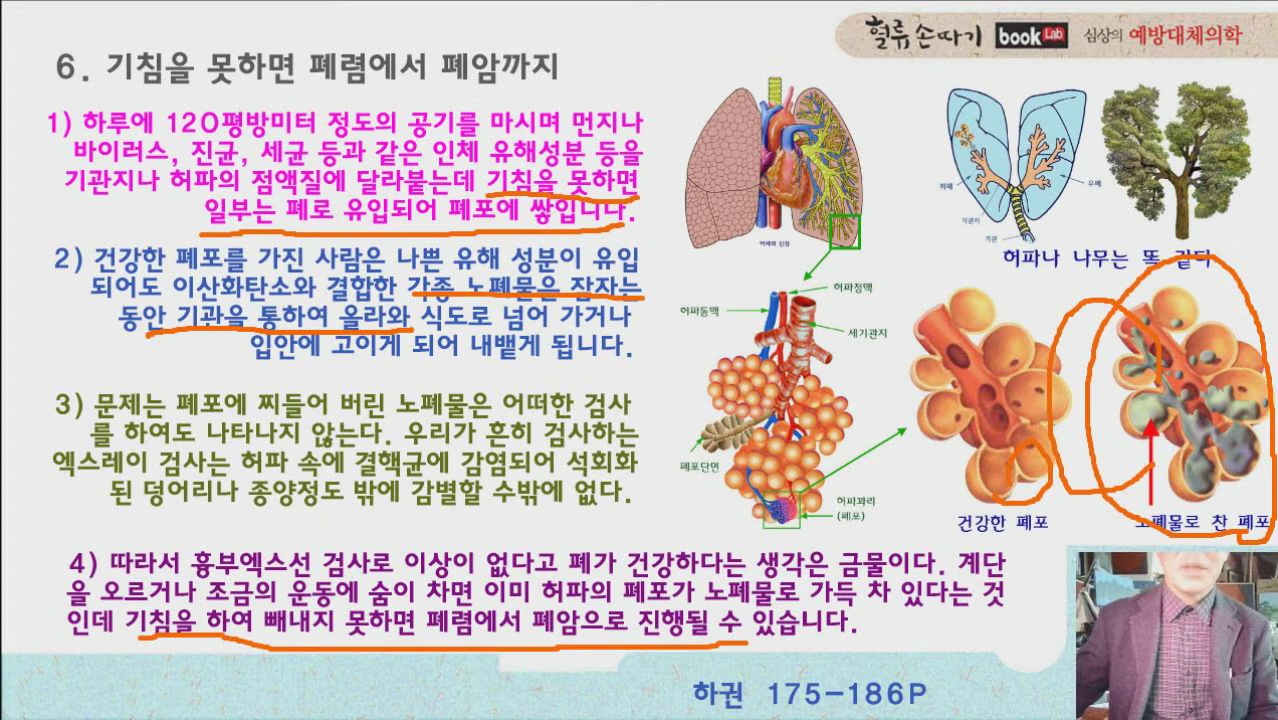 혈류 손따기 book Lab 심상의 예방대체의학
6. 기침을 못하면 폐렴에서 폐암까지
1) 하루에 120평방미터 정도의 공기를 마시며 먼지나
바이러스, 진균, 세균 등과 같은 인체 유해성분 등을
기관지나 허파의 점액질에 달라붙는데 기침을 못하면
일부는 폐로 유입되어 폐포에 쌓입니다.
2) 건강한 폐포를 가진 사람은 나쁜 유해 성분이 유입
되어도 이산화탄소와 결합한 각종 노폐물은 잠자는
동안 기관을 통하여 올라와 식도로 넘어 가거나
입안에 고이게 되어 내뱉게 됩니다.
3) 문제는 폐포에 찌들어 버린 노폐물은 어떠한 검사
를 하여도 나타나지 않는다. 우리가 흔히 검사하는
엑스레이 검사는 허파 속에 결핵균에 감염되어 석회화
된 덩어리나 종양정도 밖에 감별할 수밖에 없다.
4) 따라서 흉부엑스선 검사로 이상이 없다고 폐가 건강하다는 생각은 금물이다. 계단
을 오르거나 조금의 운동에 숨이 차면 이미 허파의 폐포가 노폐물로 가득 차 있다는 것
인데 기침을 하여 빼내지 못하면 폐렴에서 폐암으로 진행될 수 있습니다.
허파와 심장
좌폐
우폐
기관지
기관
허파나 나무는 똑 같다
허파정맥
허파동맥
세기관지
폐포단면
허파꽈리
(폐포)
건강한 폐포
노폐물로 찬 폐포
하권 175-186P